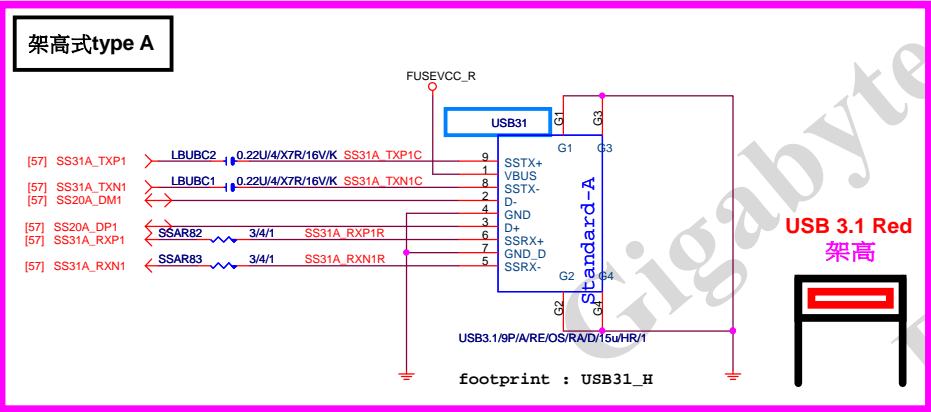 架高式type A
FUSEVCC_R
USB31
G1
G3
G1
G3
[57] SS31A_TXP1
LBUBC2
0.22U/4/X7R/16V/K
SS31A_TXP1C
9
SSTX+
1
VBUS
[57] SS31A_TXN1
LBUBC1
0.22U/4/X7R/16V/K
SS31A_TXN1C
8
SSTX-
[57] SS20A_DM1
2
D-
4
GND
[57] SS20A_DP1
3
D+
[57] SS31A_RXP1
SSAR82
3/4/1
SS31A_RXP1R
6
SSRX+
7
GND_D
[57] SS31A_RXN1
SSAR83
3/4/1
SS31A_RXN1R
5
SSRX-
Standard-A
G2
G4
G2
G4
USB3.1/9P/A/RE/OS/RA/D/15u/HR/1
footprint : USB31_H
USB 3.1 Red
架高
Gigabyte